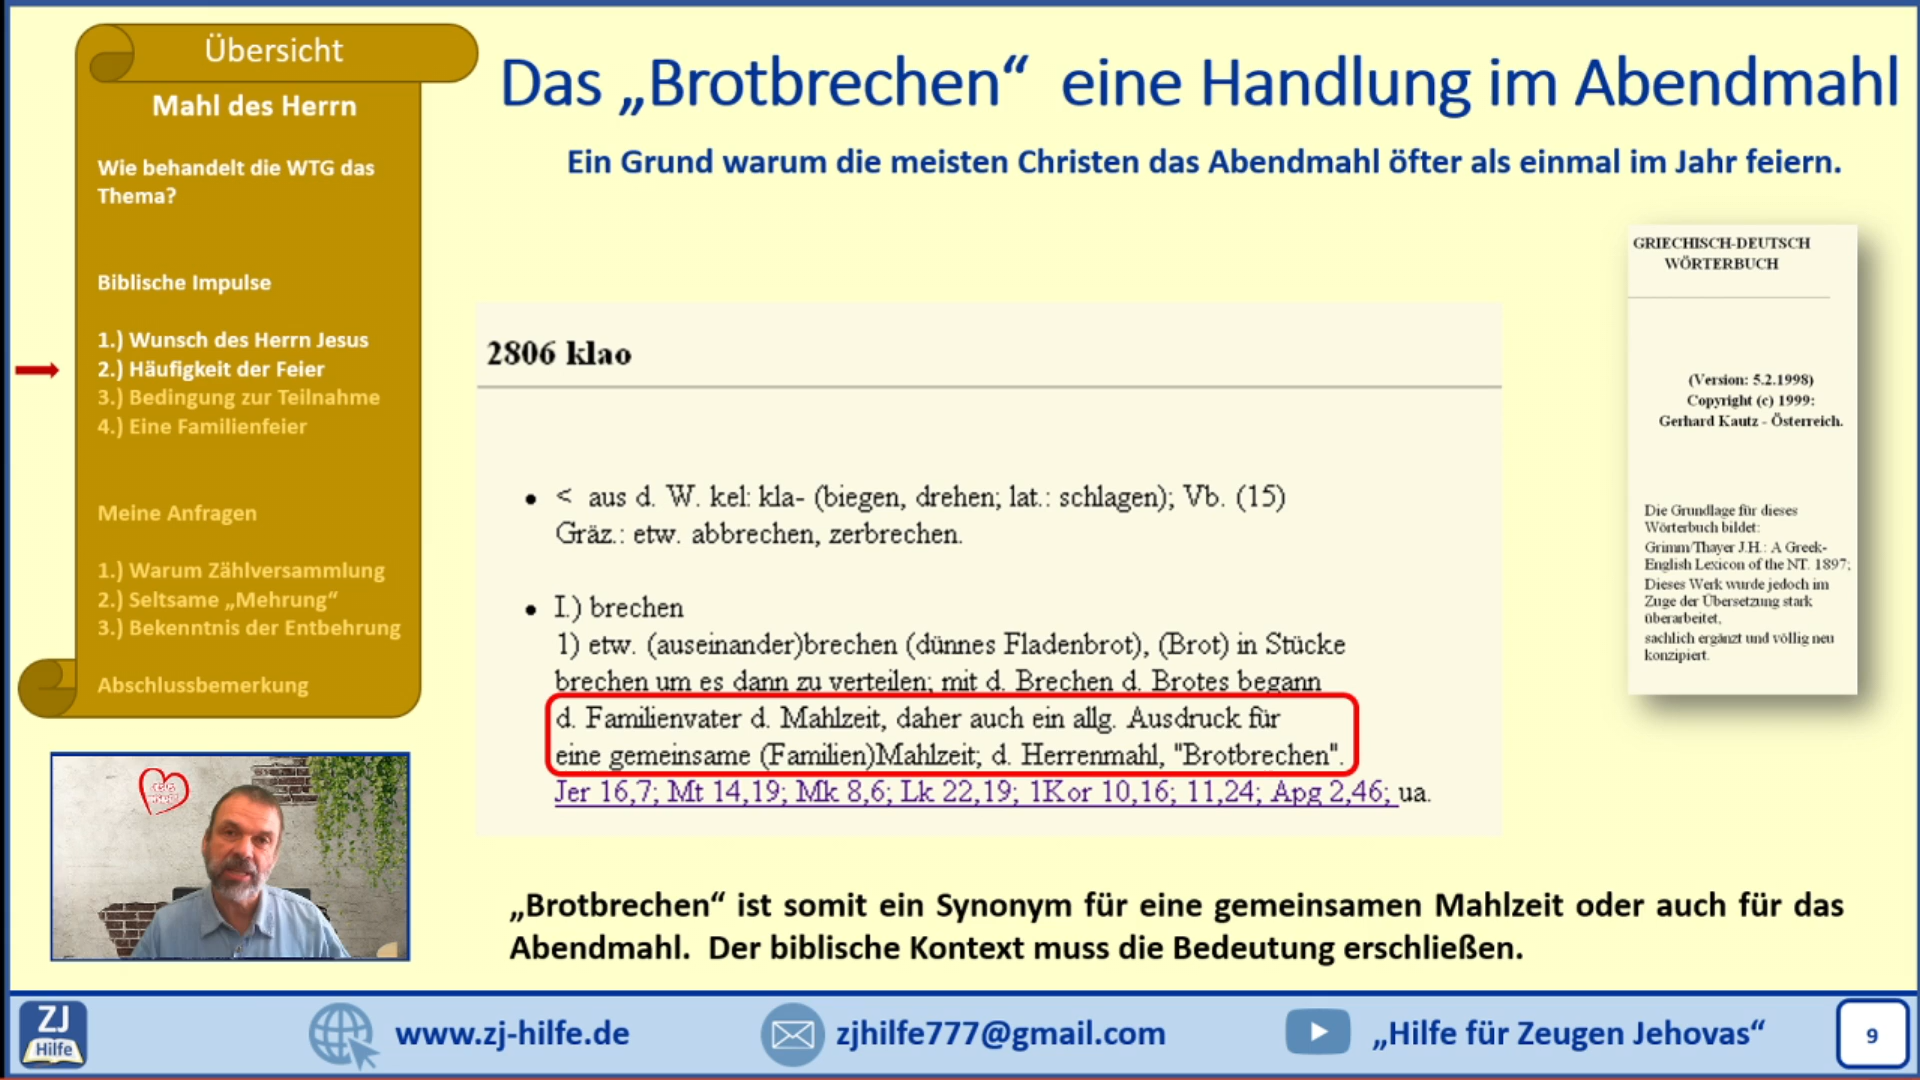 Übersicht
Mahl des Herrn
Wie behandelt die WTG das
Thema?
Biblische Impulse
1.) Wunsch des Herrn Jesus
2.) Häufigkeit der Feier
3.) Bedingung zur Teilnahme
4.) Eine Familienfeier
Meine Anfragen
1.) Warum Zählversammlung
2.) Seltsame „Mehrung“
3.) Bekenntnis der Entbehrung
Abschlussbemerkung
Das „Brotbrechen“ eine Handlung im Abendmahl
Ein Grund warum die meisten Christen das Abendmahl öfter als einmal im Jahr feiern.
2806 klao
• < aus d. W. kel: kla- (biegen, drehen; lat.: schlagen); Vb. (15)
Gräz.: etw. abbrechen, zerbrechen.
• I.) brechen
1) etw. (auseinander)brechen (dünnes Fladenbrot), (Brot) in Stücke
brechen um es dann zu verteilen; mit d. Brechen d. Brotes begann
d. Familienvater d. Mahlzeit, daher auch ein allg. Ausdruck für
eine gemeinsame (Familien)Mahlzeit; d. Herrenmahl, "Brotbrechen".
Jer 16,7; Mt 14,19; Mk 8,6; Lk 22,19; 1Kor 10,16; 11,24; Apg 2,46; ua.
GRIECHISCH-DEUTSCH
WÖRTERBUCH
(Version: 5.2.1998)
Copyright (c) 1999:
Gerhard Kautz - Österreich.
Die Grundlage für dieses
Wörterbuch bildet:
Grimm/Thayer J.H.: A Greek-
English Lexicon of the NT. 1897;
Dieses Werk wurde jedoch im
Zuge der Übersetzung stark
überarbeitet,
sachlich ergänzt und völlig neu
konzipiert.
„Brotbrechen“ ist somit ein Synonym für eine gemeinsamen Mahlzeit oder auch für das
Abendmahl. Der biblische Kontext muss die Bedeutung erschließen.
ZJ
Hilfe
www.zj-hilfe.de
zjhilfe777@gmail.com
„Hilfe für Zeugen Jehovas“
9